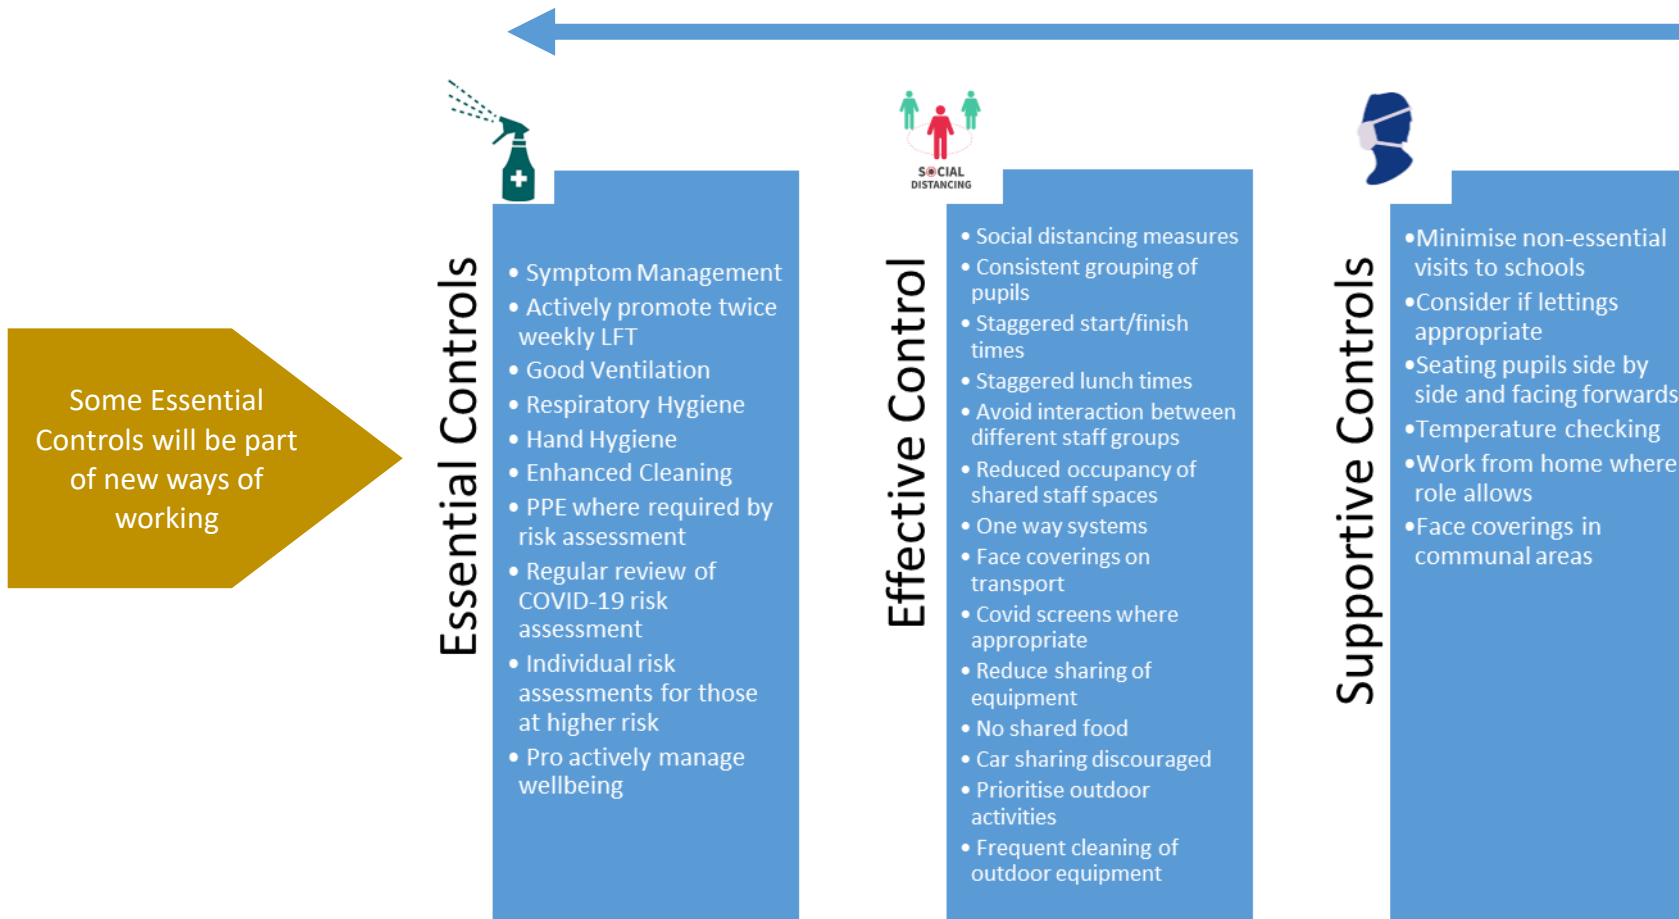 Some Essential
Controls will be part
of new ways of
working
Essential Controls
• Symptom Management
• Actively promote twice
weekly LFT
• Good Ventilation
• Respiratory Hygiene
• Hand Hygiene
• Enhanced Cleaning
• PPE where required by
risk assessment
• Regular review of
COVID-19 risk
assessment
• Individual risk
assessments for those
at higher risk
• Pro actively manage
wellbeing
SOCIAL
DISTANCING
Effective Control
• Social distancing measures
• Consistent grouping of
pupils
• Staggered start/finish
times
• Staggered lunch times
• Avoid interaction between
different staff groups
• Reduced occupancy of
shared staff spaces
• One way systems
• Face coverings on
transport
• Covid screens where
appropriate
• Reduce sharing of
equipment
• No shared food
• Car sharing discouraged
• Prioritise outdoor
activities
• Frequent cleaning of
outdoor equipment
Supportive Controls
•Minimise non-essential
visits to schools
•Consider if lettings
appropriate
•Seating pupils side by
side and facing forwards
•Temperature checking
•Work from home where
role allows
•Face coverings in
communal areas